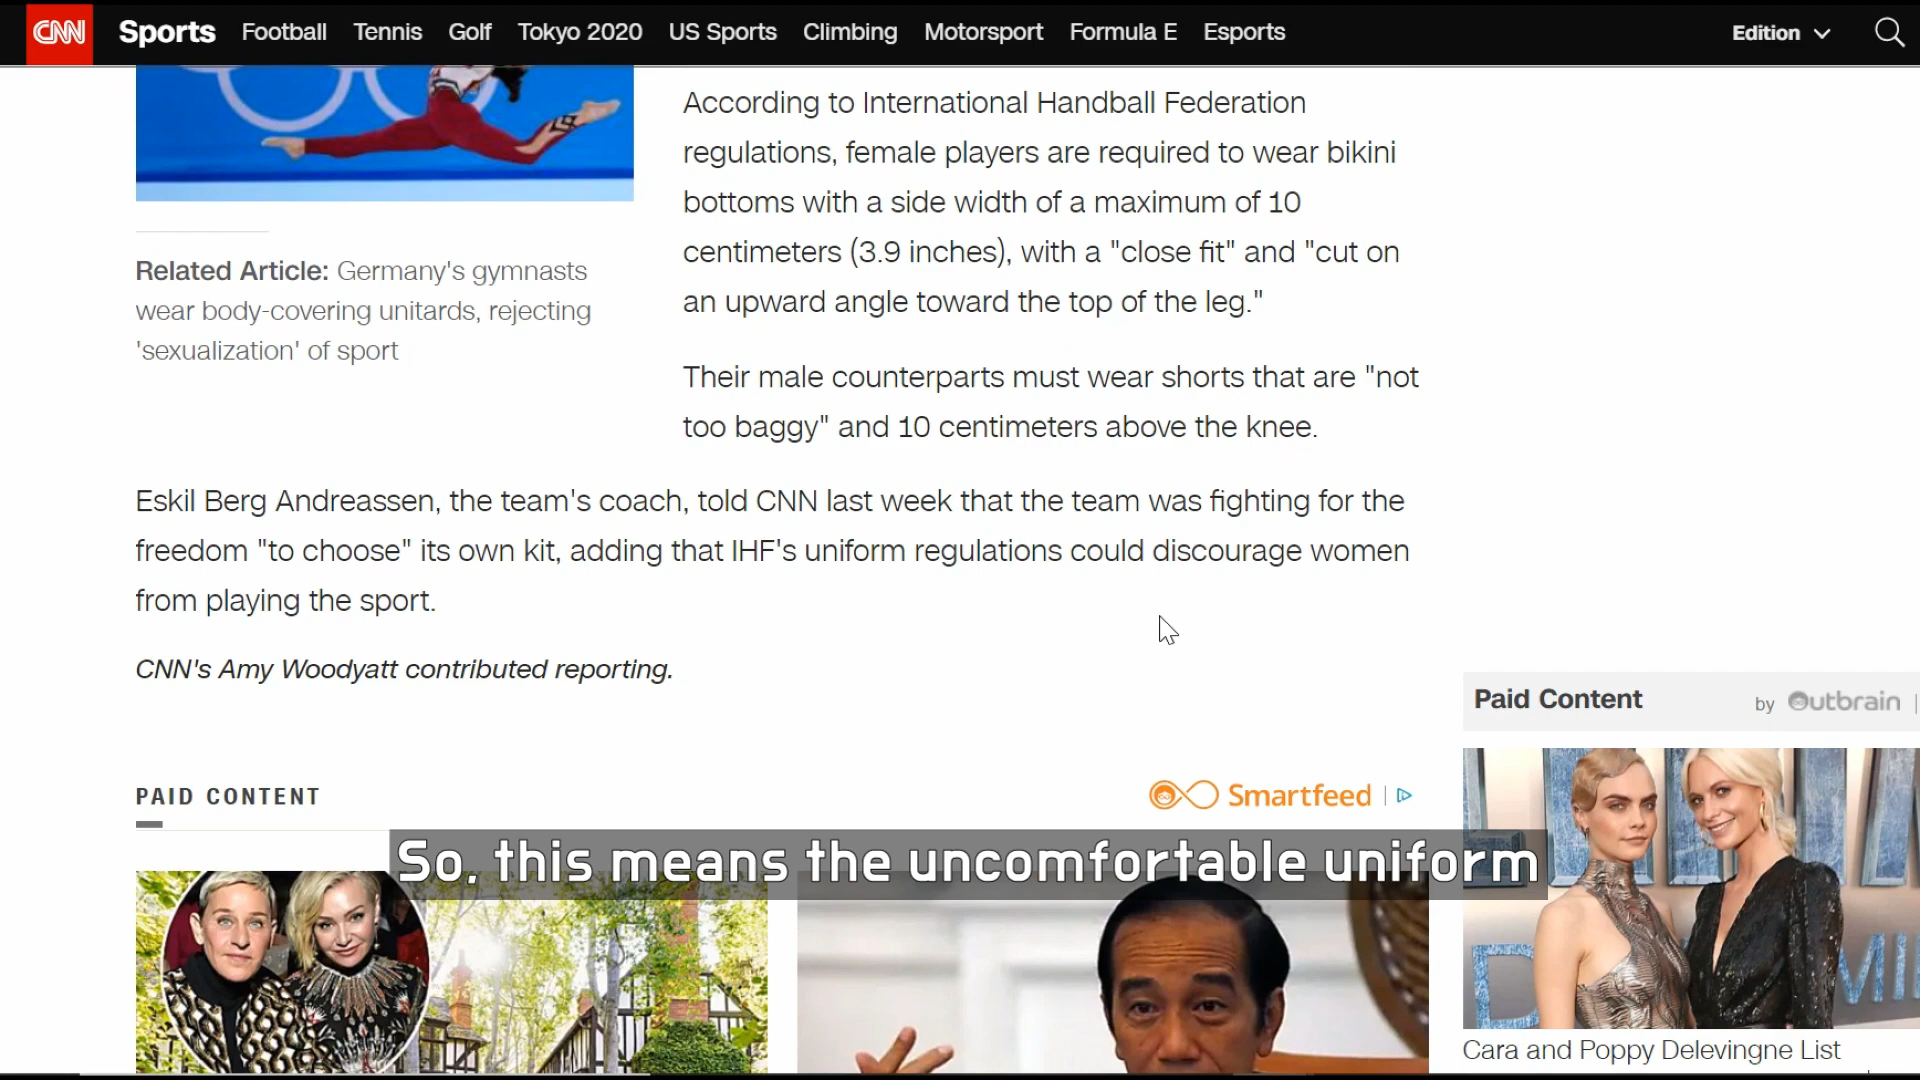 CNN Sports Football Tennis Golf Tokyo 2020 US Sports Climbing Motorsport Formula E Esports Edition
According to International Handball Federation
regulations, female players are required to wear bikini
bottoms with a side width of a maximum of 10
centimeters (3.9 inches), with a "close fit" and "cut on
an upward angle toward the top of the leg."
Related Article: Germany's gymnasts
wear body-covering unitards, rejecting
'sexualization' of sport
Their male counterparts must wear shorts that are "not
too baggy" and 10 centimeters above the knee.
Eskil Berg Andreassen, the team's coach, told CNN last week that the team was fighting for the
freedom "to choose" its own kit, adding that IHF's uniform regulations could discourage women
from playing the sport.
CNN's Amy Woodyatt contributed reporting.
Paid Content by Outbrain |
PAID CONTENT
Smartfeed |
So, this means the uncomfortable uniform
Cara and Poppy Delevingne List